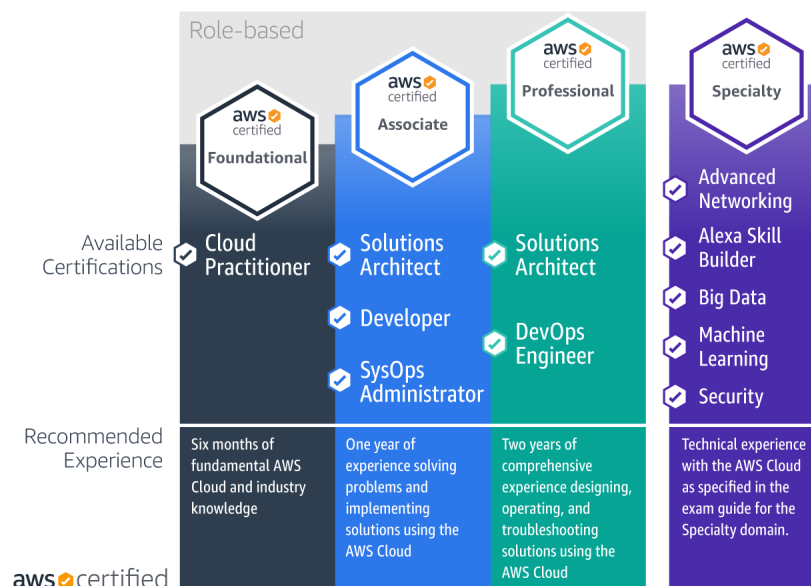 Role-based
aws
certified
Foundational
aws
certified
Associate
aws
certified
Professional
aws
certified
Specialty
Available
Certifications
Cloud
Practitioner
Solutions
Architect
Developer
SysOps
Administrator
Solutions
Architect
DevOps
Engineer
Advanced
Networking
Alexa Skill
Builder
Big Data
Machine
Learning
Security
Recommended
Experience
Six months of
fundamental AWS
Cloud and industry
knowledge
One year of
experience solving
problems and
implementing
solutions using the
AWS Cloud
Two years of
comprehensive
experience designing,
operating, and
troubleshooting
solutions using the
AWS Cloud
Technical experience
with the AWS Cloud
as specified in the
exam guide for the
Specialty domain.
aws certified